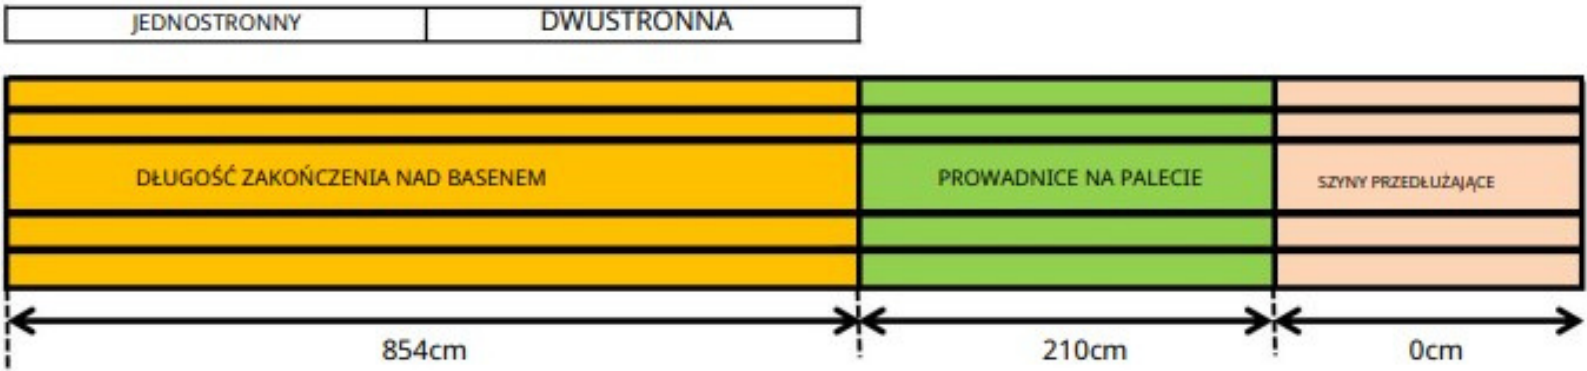 JEDNOSTRONNY
DWUSTRONNA
DŁUGOŚĆ ZAKOŃCZENIA NAD BASENEM
PROWADNICE NA PALECIE
SZYNY PRZEDŁUŻAJĄCE
854cm
210cm
0cm